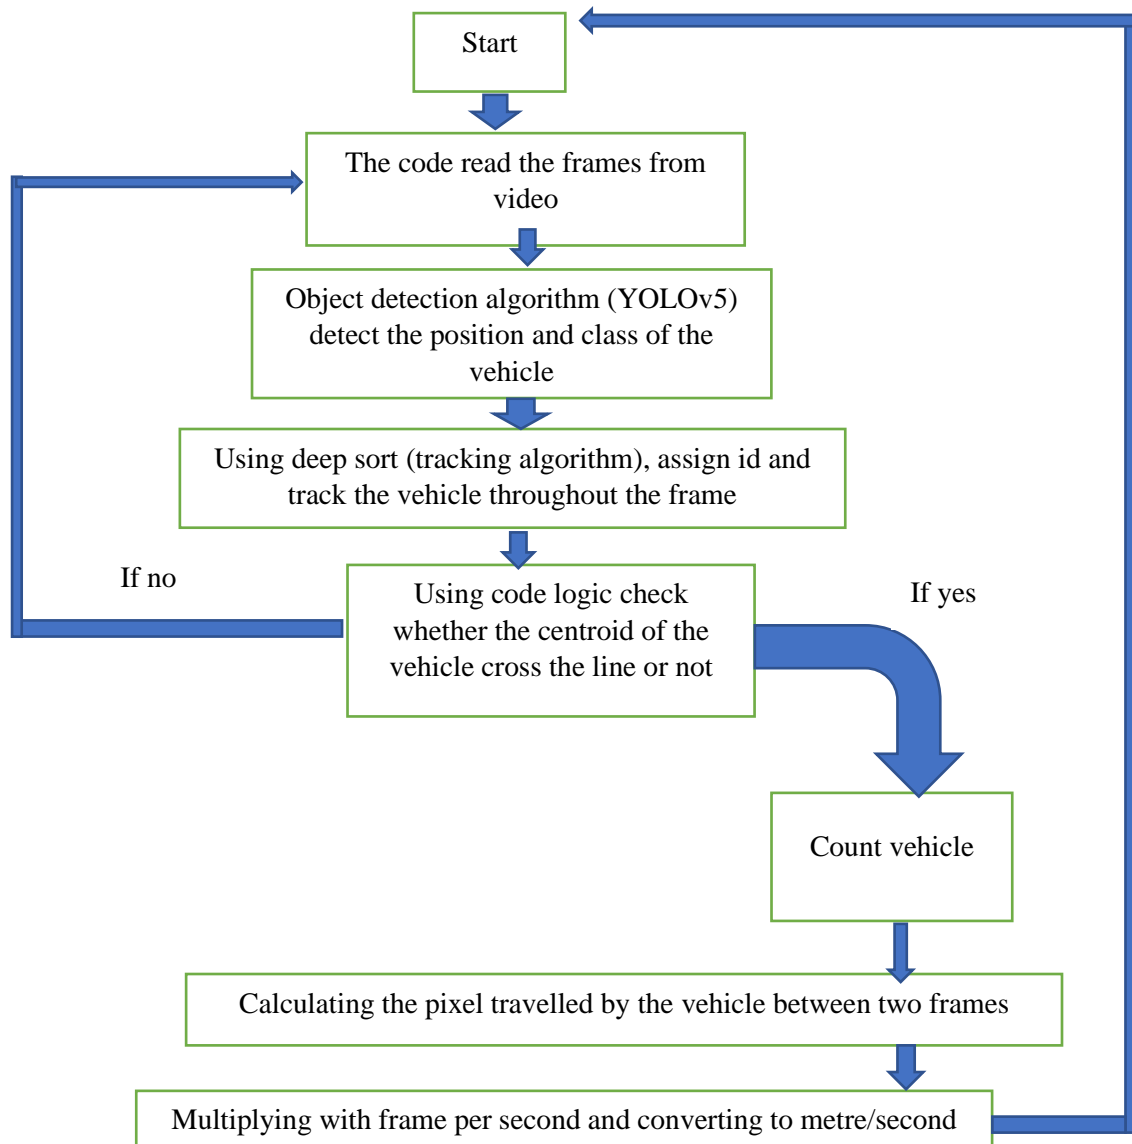 Start
The code read the frames from
video
Object detection algorithm (YOLOv5)
detect the position and class of the
vehicle
Using deep sort (tracking algorithm), assign id and
track the vehicle throughout the frame
If no
Using code logic check
whether the centroid of the
vehicle cross the line or not
If yes
Count vehicle
Calculating the pixel travelled by the vehicle between two frames
Multiplying with frame per second and converting to metre/second